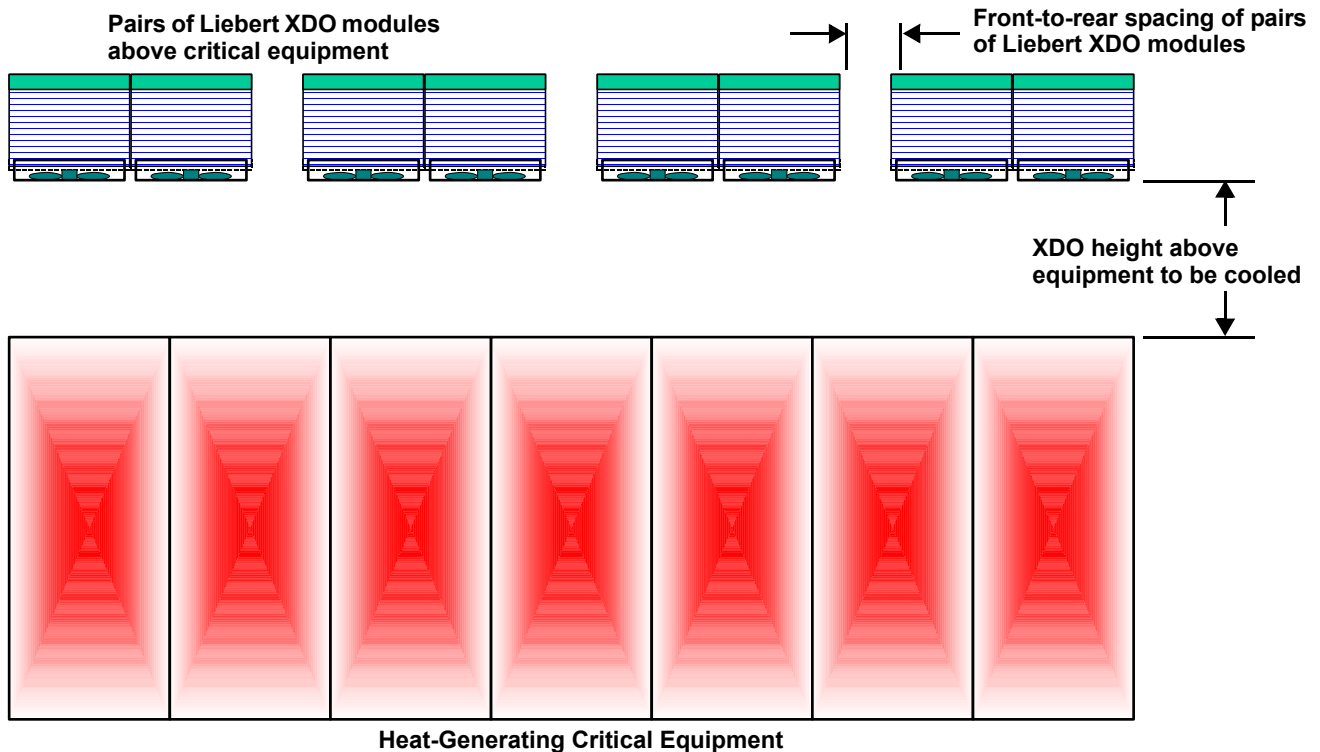 Pairs of Liebert XDO modules
above critical equipment
Front-to-rear spacing of pairs
of Liebert XDO modules
XDO height above
equipment to be cooled
Heat-Generating Critical Equipment